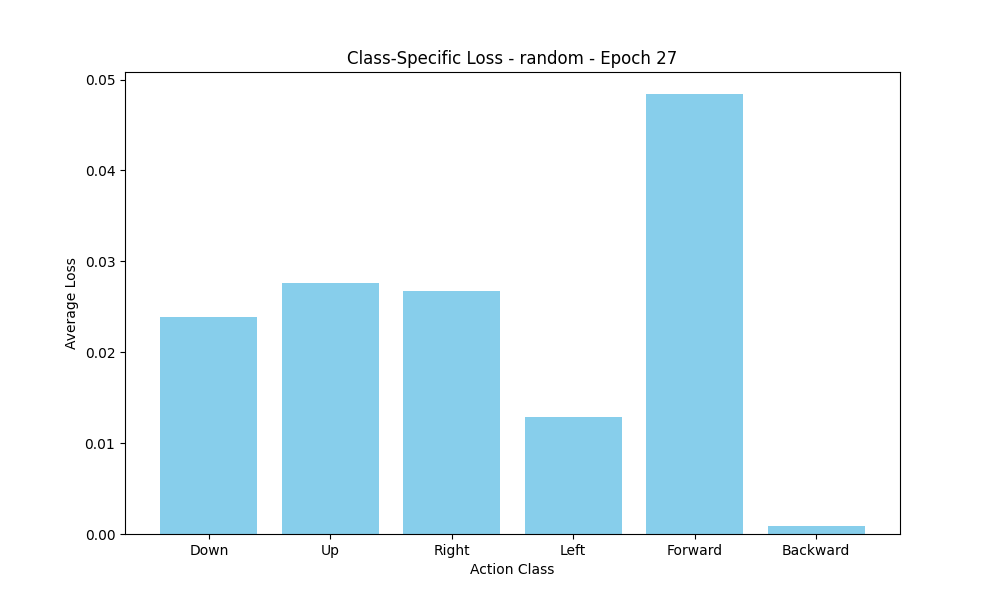 Class-Specific Loss - random - Epoch 27
Average Loss
0.05
0.04
0.03
0.02
0.01
0.00
Down Up Right Left Forward Backward
Action Class